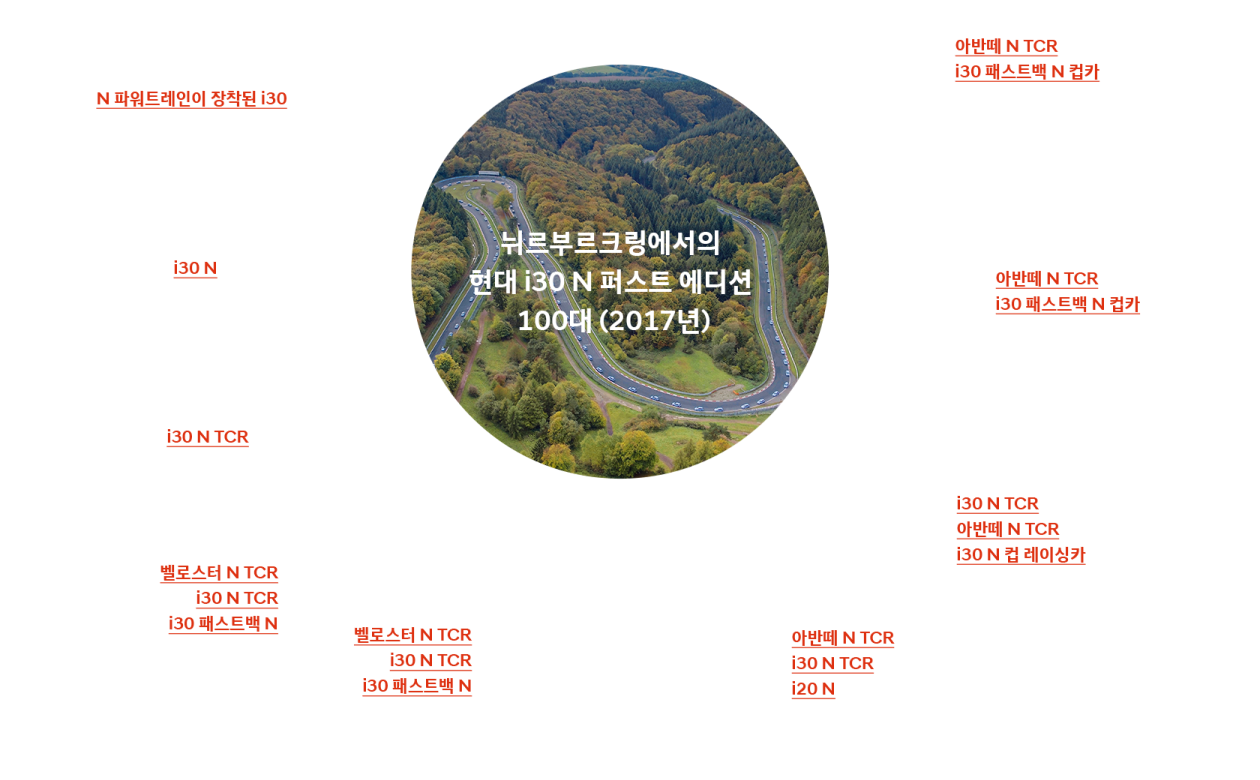 N 파워트레인이 장착된 i30
i30 N
i30 N TCR
벨로스터 N TCR
i30 N TCR
i30 패스트백 N
벨로스터 N TCR
i30 N TCR
i30 패스트백 N
뉘르부르크링에서의
현대 i30 N 퍼스트 에디션
100대 (2017년)
아반떼 N TCR
i30 N TCR
i20 N
i30 N TCR
아반떼 N TCR
i30 N 컵 레이싱카
아반떼 N TCR
i30 패스트백 N 컵카
아반떼 N TCR
i30 패스트백 N 컵카